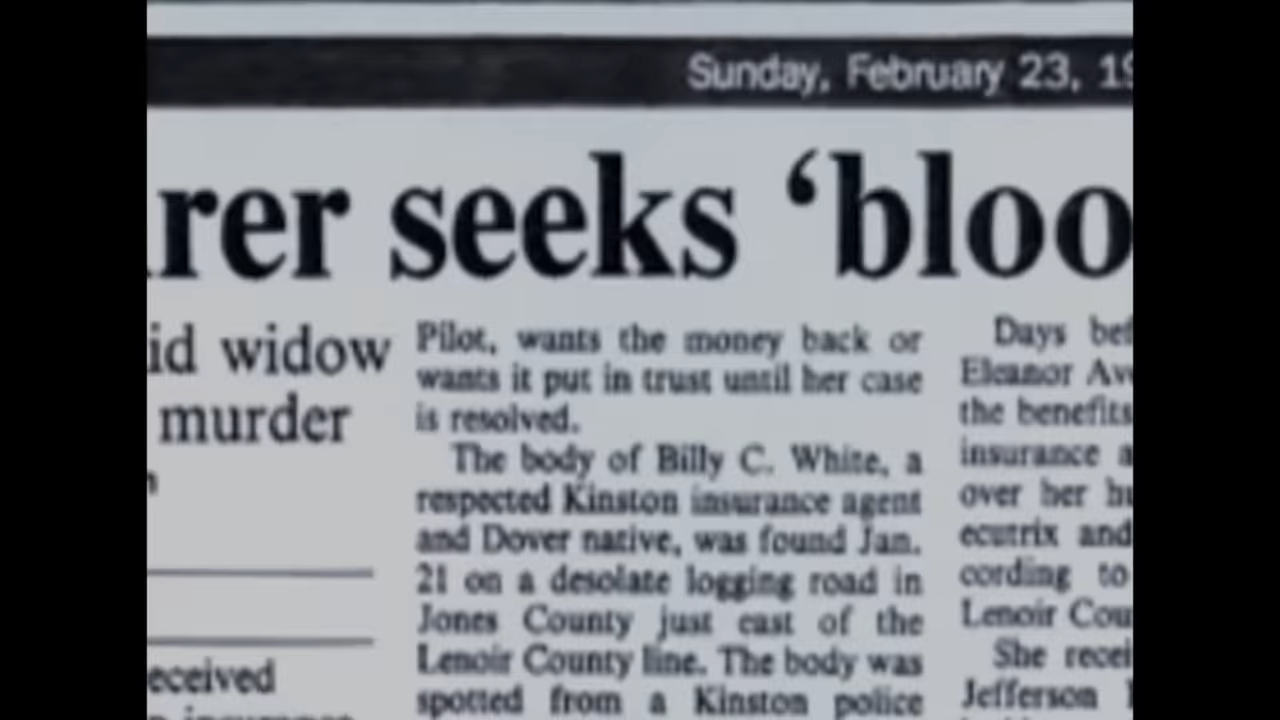 Sunday, February 23, 19
rer seeks ‘bloo
id widow
murder
eceived
Pilot, wants the money back or
wants it put in trust until her case
is resolved.
The body of Billy C. White, a
respected Kinston insurance agent
and Dover native, was found Jan.
21 on a desolate logging road in
Jones County just east of the
Lenoir County line. The body was
spotted from a Kinston police
Days bef
Eleanor Ave
the benefits
insurance a
over her hu
ecutrix and
cording to
Lenoir Cou
She recei
Jefferson